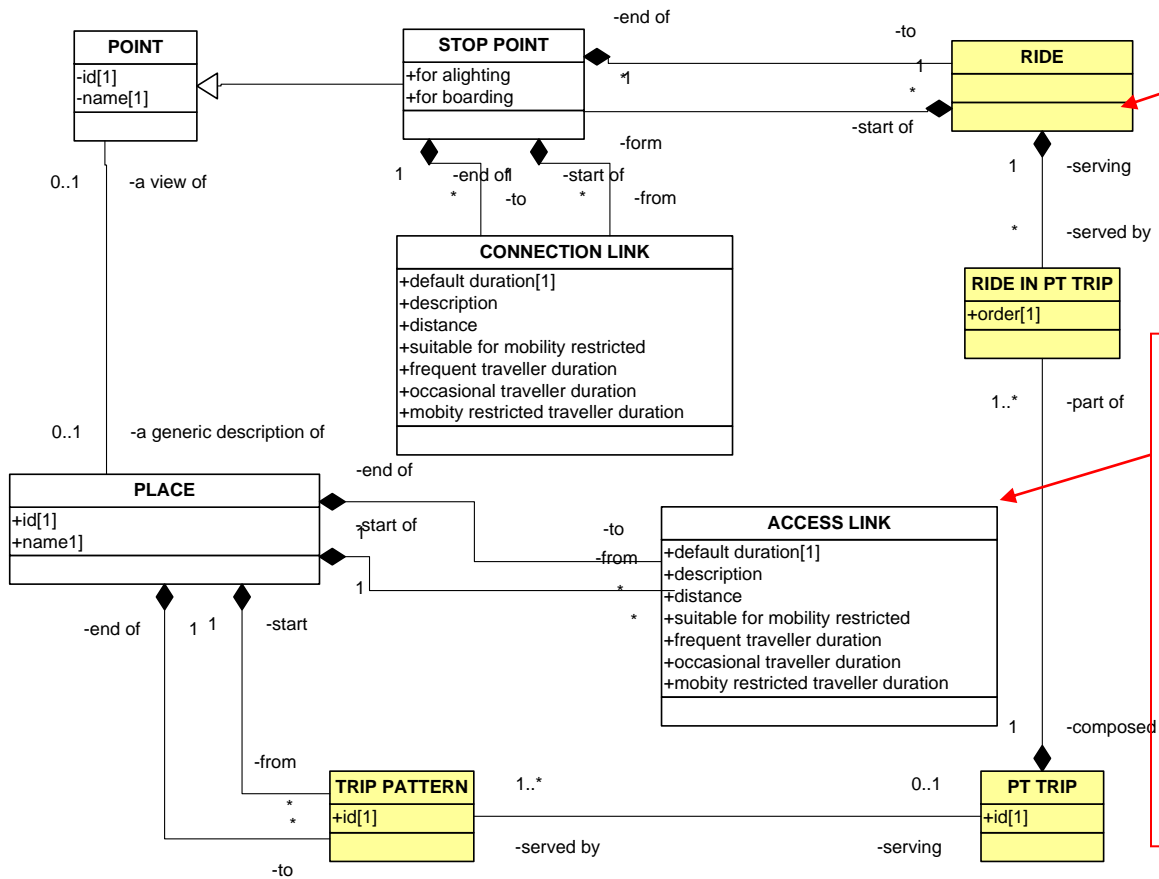 -end of
POINT
-id[1]
-name[1]
STOP POINT
+for alighting
+for boarding
-to
1
*
1
*
RIDE
-start of
-form
0..1
-a view of
1
-end of
*
-to
1
-start of
*
-from
1
-serving
*
-served by
CONNECTION LINK
+default duration[1]
+description
+distance
+suitable for mobility restricted
+frequent traveller duration
+occasional traveller duration
+mobity restricted traveller duration
RIDE IN PT TRIP
+order[1]
1..*
-part of
0..1
-a generic description of
-end of
PLACE
+id[1]
+name1]
1
-start of
-to
-from
1
*
*
ACCESS LINK
+default duration[1]
+description
+distance
+suitable for mobility restricted
+frequent traveller duration
+occasional traveller duration
+mobity restricted traveller duration
-end of
1
1
-start
1
-composed
-from
*
*
-to
TRIP PATTERN
+id[1]
1..*
-served by
0..1
-serving
PT TRIP
+id[1]